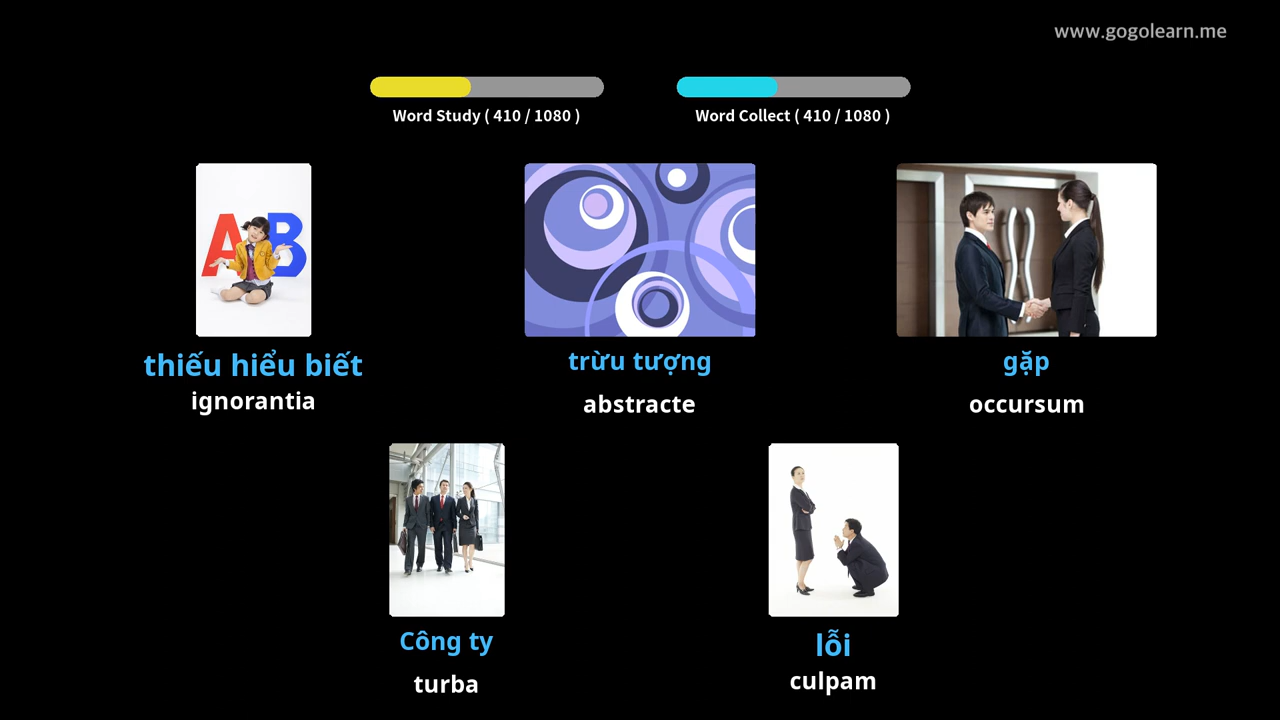 www.gogolearn.me
Word Study ( 410 / 1080 )
Word Collect ( 410 / 1080 )
A B
thiếu hiểu biết
ignorantia
trừu tượng
abstracte
gặp
occursum
Công ty
turba
lỗi
culpam